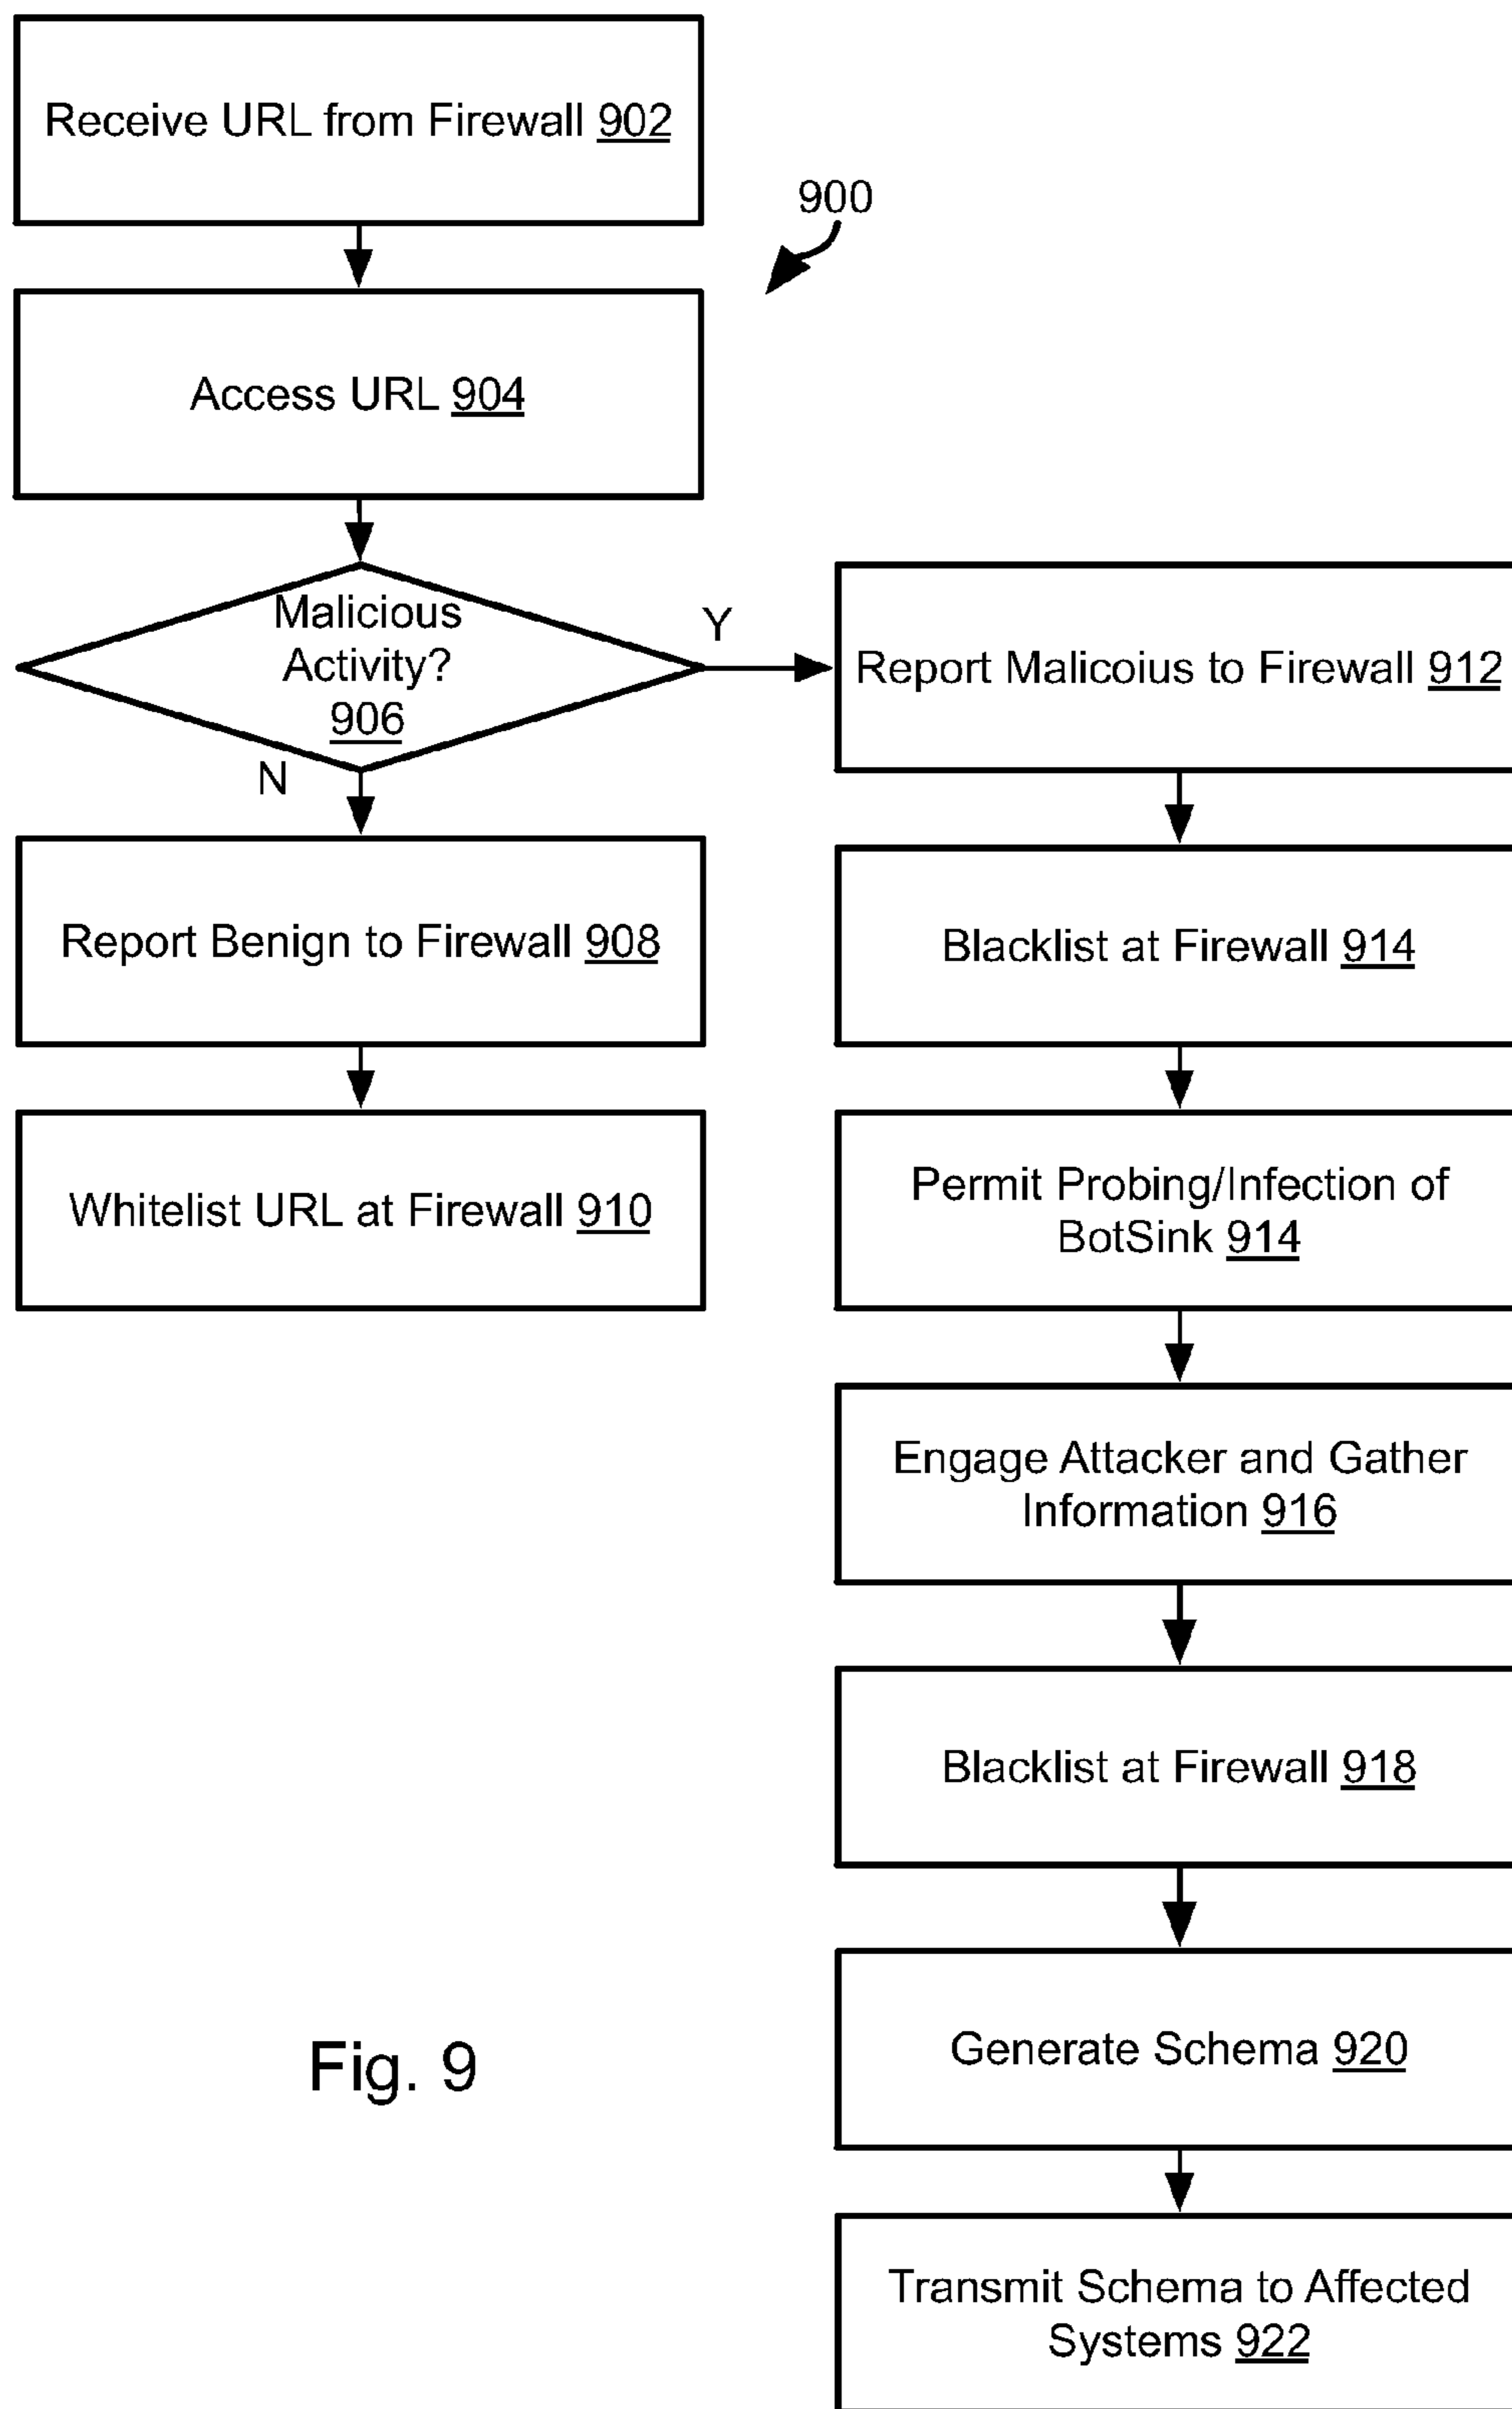 Receive URL from Firewall 902
900
Access URL 904
Malicious
Activity?
906
Y
N
Report Benign to Firewall 908
Whitelist URL at Firewall 910
Report Malicoius to Firewall 912
Blacklist at Firewall 914
Permit Probing/Infection of
BotSink 914
Engage Attacker and Gather
Information 916
Blacklist at Firewall 918
Generate Schema 920
Transmit Schema to Affected
Systems 922
Fig. 9